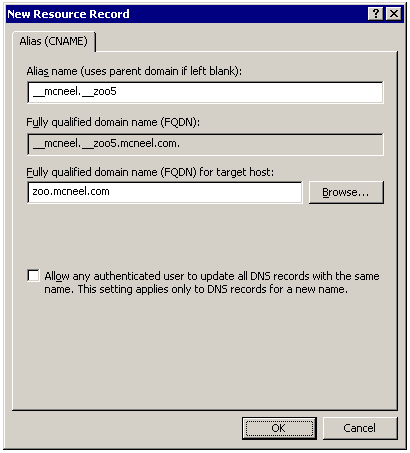 New Resource Record
Alias (CNAME)
Alias name (uses parent domain if left blank):
__mcneel.__zoo5
Fully qualified domain name (FQDN):
__mcneel.__zoo5.mcneel.com.
Fully qualified domain name (FQDN) for target host:
zoo.mcneel.com
Browse...
Allow any authenticated user to update all DNS records with the same
name. This setting applies only to DNS records for a new name.
OK
Cancel